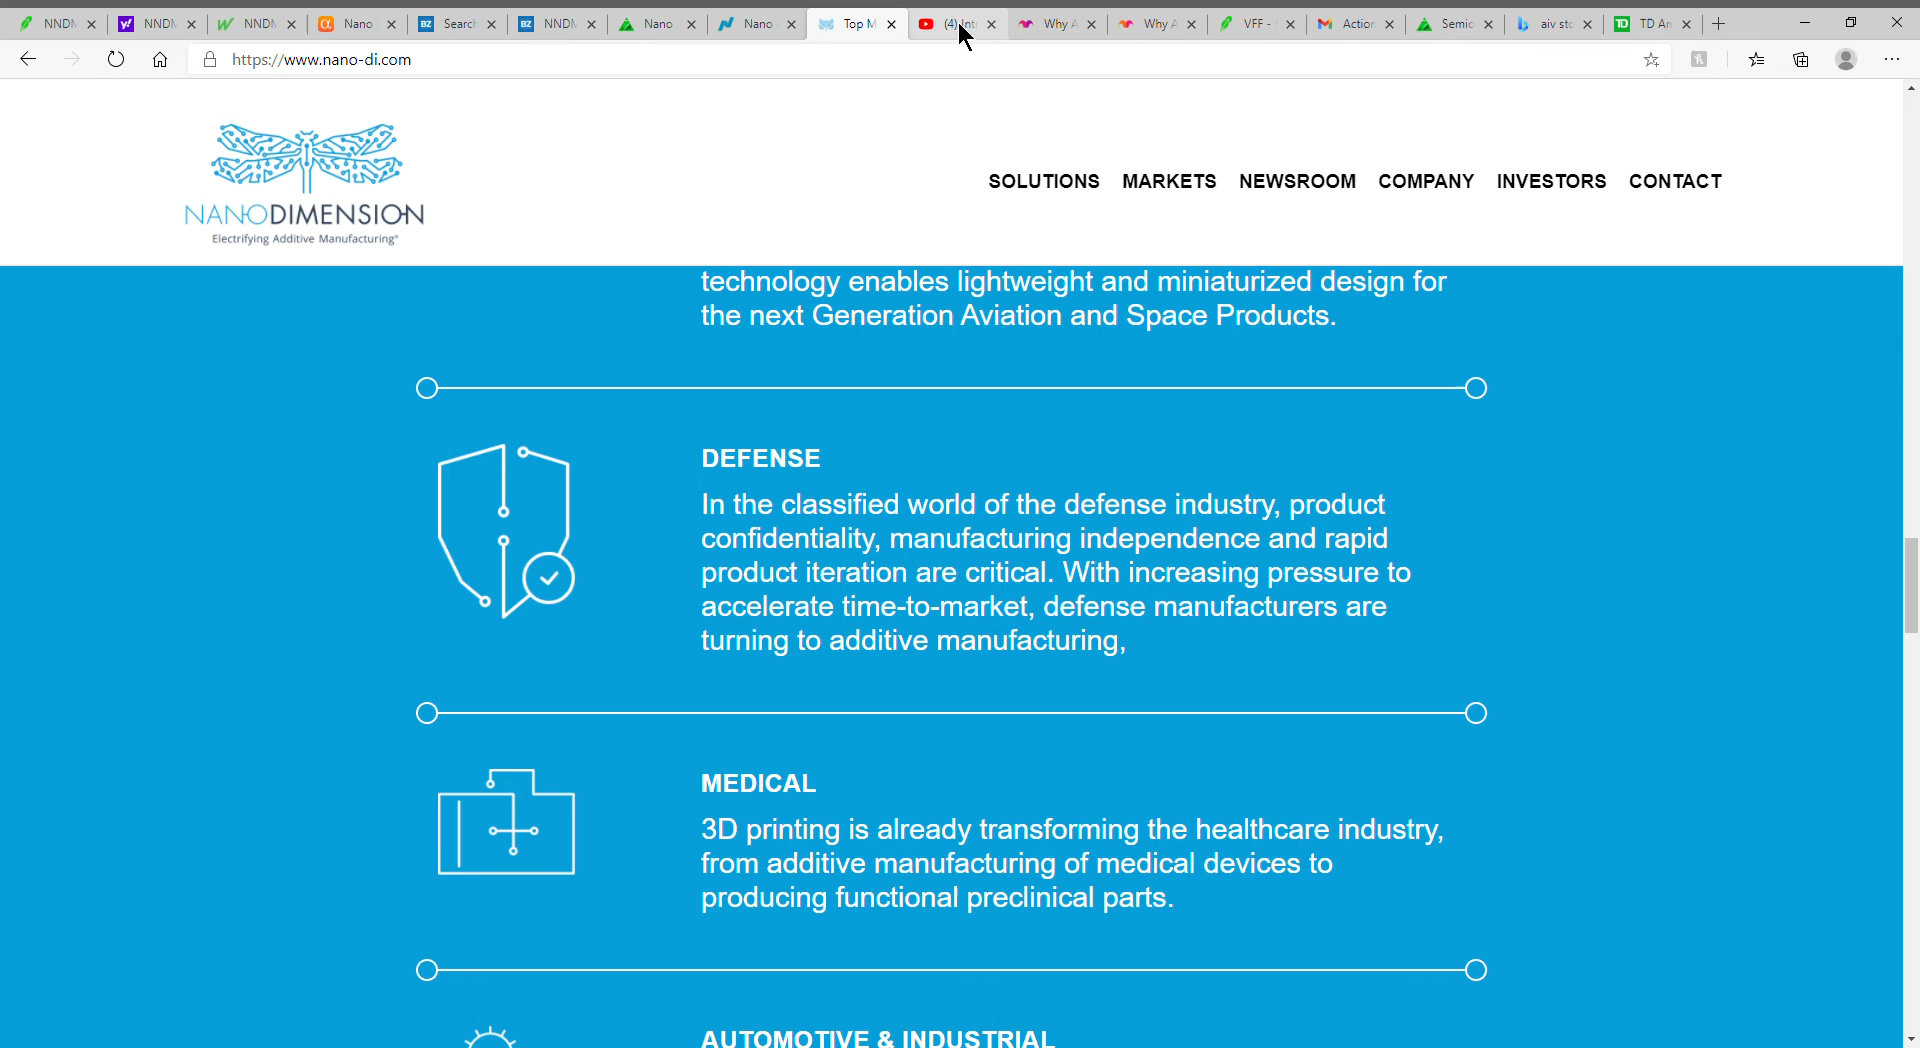 NNDM
NNDM
NNDM
Nano
Search
NNDM
Nano
Nano
Top M
(4) Int
Why A
Why A
VFF -
Action
Semic
aiv sto
TD Am
https://www.nano-di.com
NANODIMENSION
Electrifying Additive Manufacturing®
SOLUTIONS MARKETS NEWSROOM COMPANY INVESTORS CONTACT
technology enables lightweight and miniaturized design for
the next Generation Aviation and Space Products.
DEFENSE
In the classified world of the defense industry, product
confidentiality, manufacturing independence and rapid
product iteration are critical. With increasing pressure to
accelerate time-to-market, defense manufacturers are
turning to additive manufacturing,
MEDICAL
3D printing is already transforming the healthcare industry,
from additive manufacturing of medical devices to
producing functional preclinical parts.
AUTOMOTIVE & INDUSTRIAL